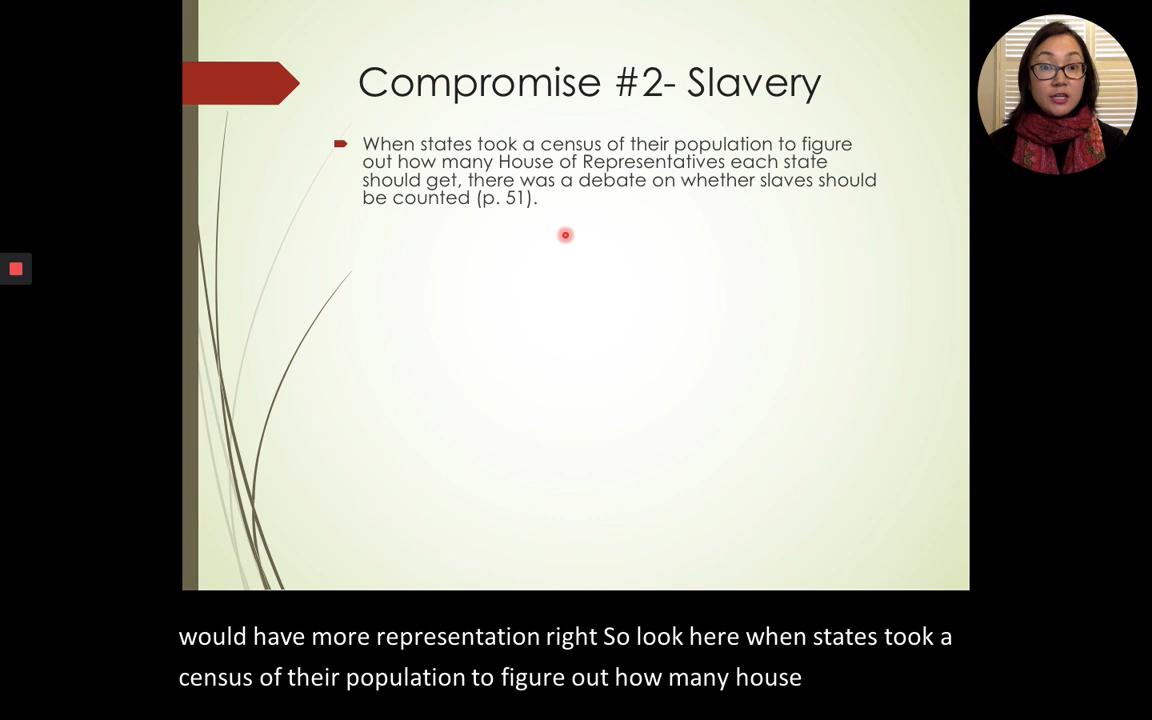 Compromise #2- Slavery
When states took a census of their population to figure
out how many House of Representatives each state
should get, there was a debate on whether slaves should
be counted (p. 51).
would have more representation right So look here when states took a
census of their population to figure out how many house